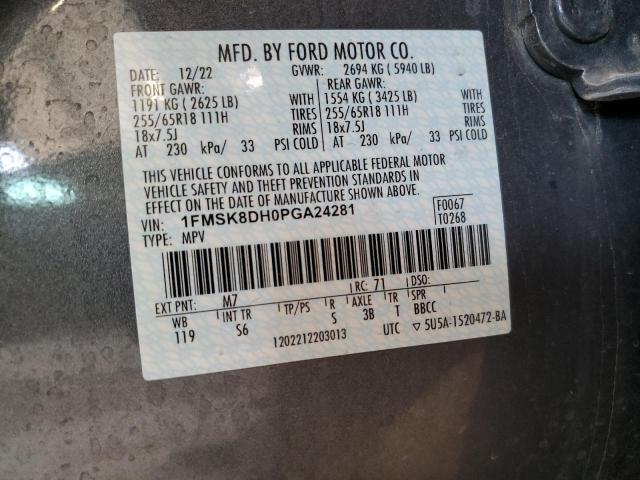 MFD. BY FORD MOTOR CO.
DATE: 12/22 GVWR: 2694 KG ( 5940 LB)
FRONT GAWR: REAR GAWR:
1191 KG ( 2625 LB) WITH 1554 KG ( 3425 LB) WITH
255/65R18 111H TIRES 255/65R18 111H TIRES
18x7.5J RIMS 18x7.5J RIMS
AT 230 kPa/ 33 PSI COLD AT 230 kPa/ 33 PSI COLD
THIS VEHICLE CONFORMS TO ALL APPLICABLE FEDERAL MOTOR
VEHICLE SAFETY AND THEFT PREVENTION STANDARDS IN
EFFECT ON THE DATE OF MANUFACTURE SHOWN ABOVE.
VIN: 1FMSK8DH0PGA24281 F0067
TYPE: MPV T0268
EXT PNT: M7 RC: 71 DSO:
WB INT TR TP/PS R AXLE TR SPR
119 S6 S 3B T BBCC
1202212203013 UTC ▽ 5U5A-1520472-BA